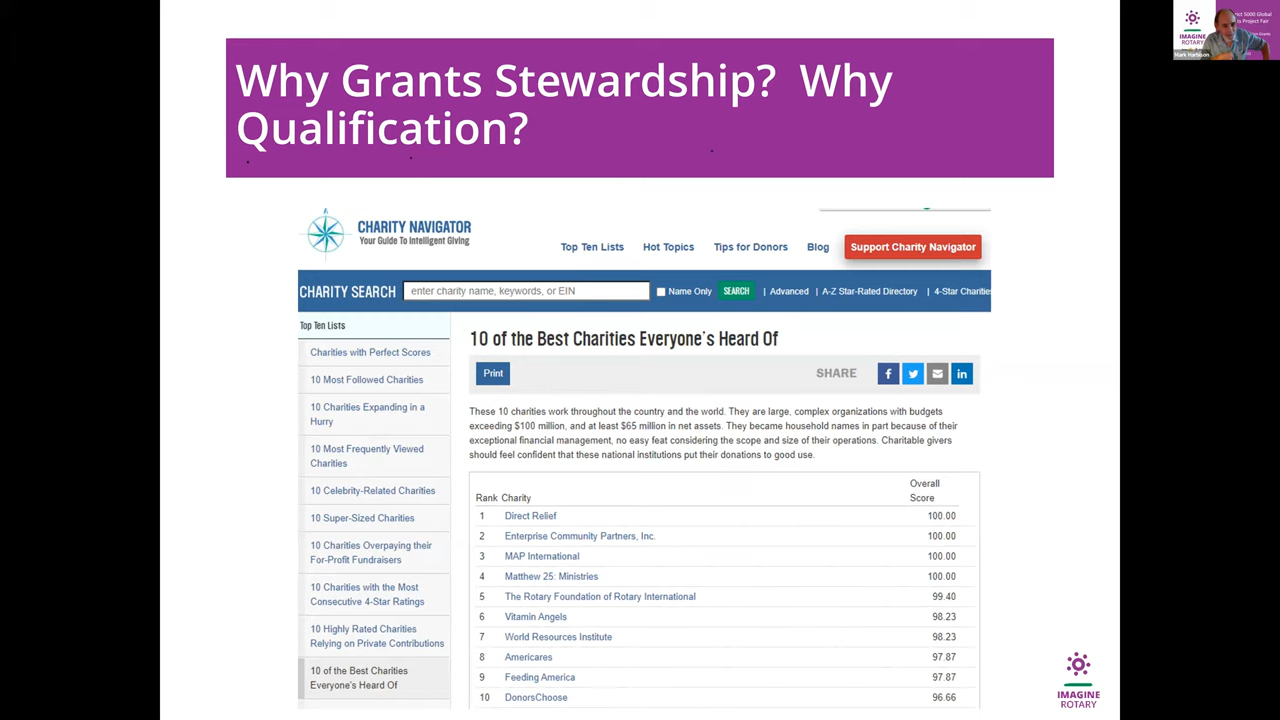 Why Grants Stewardship? Why
Qualification?
CHARITY NAVIGATOR
Your Guide To Intelligent Giving
Top Ten Lists
Hot Topics
Tips for Donors
Blog
Support Charity Navigator
CHARITY SEARCH
enter charity name, keywords, or EIN
Name Only
SEARCH
| Advanced
| A-Z Star-Rated Directory
| 4-Star Charities
Top Ten Lists
Charities with Perfect Scores
10 Most Followed Charities
10 Charities Expanding in a
Hurry
10 Most Frequently Viewed
Charities
10 Celebrity-Related Charities
10 Super-Sized Charities
10 Charities Overpaying their
For-Profit Fundraisers
10 Charities with the Most
Consecutive 4-Star Ratings
10 Highly Rated Charities
Relying on Private Contributions
10 of the Best Charities
Everyone's Heard Of
10 of the Best Charities Everyone's Heard Of
Print
SHARE
These 10 charities work throughout the country and the world. They are large, complex organizations with budgets
exceeding $100 million, and at least $65 million in net assets. They became household names in part because of their
exceptional financial management, no easy feat considering the scope and size of their operations. Charitable givers
should feel confident that these national institutions put their donations to good use.
Overall
Rank Charity Score
1 Direct Relief 100.00
2 Enterprise Community Partners, Inc. 100.00
3 MAP International 100.00
4 Matthew 25: Ministries 100.00
5 The Rotary Foundation of Rotary International 99.40
6 Vitamin Angels 98.23
7 World Resources Institute 98.23
8 Americares 97.87
9 Feeding America 97.87
10 DonorsChoose 96.66
IMAGINE
ROTARY
IMAGINE
ROTARY
5000 Global
Project Fair
Grants
Mark Harbison